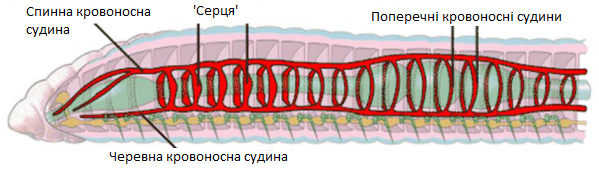 Спинна кровоносна
судина
'Серця'
Поперечні кровоносні судини
Черевна кровоносна судина